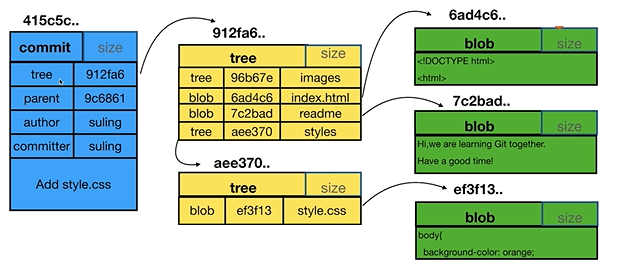 415c5c..
commit size
tree 912fa6
parent 9c6861
author suling
committer suling
Add style.css
912fa6..
tree size
tree 96b67e images
blob 6ad4c6 index.html
blob 7c2bad readme
tree aee370 styles
aee370..
tree size
blob ef3f13 style.css
6ad4c6..
blob size
<!DOCTYPE html>
<html>
7c2bad..
blob size
Hi,we are learning Git together.
Have a good time!
ef3f13..
blob size
body{
background-color: orange;